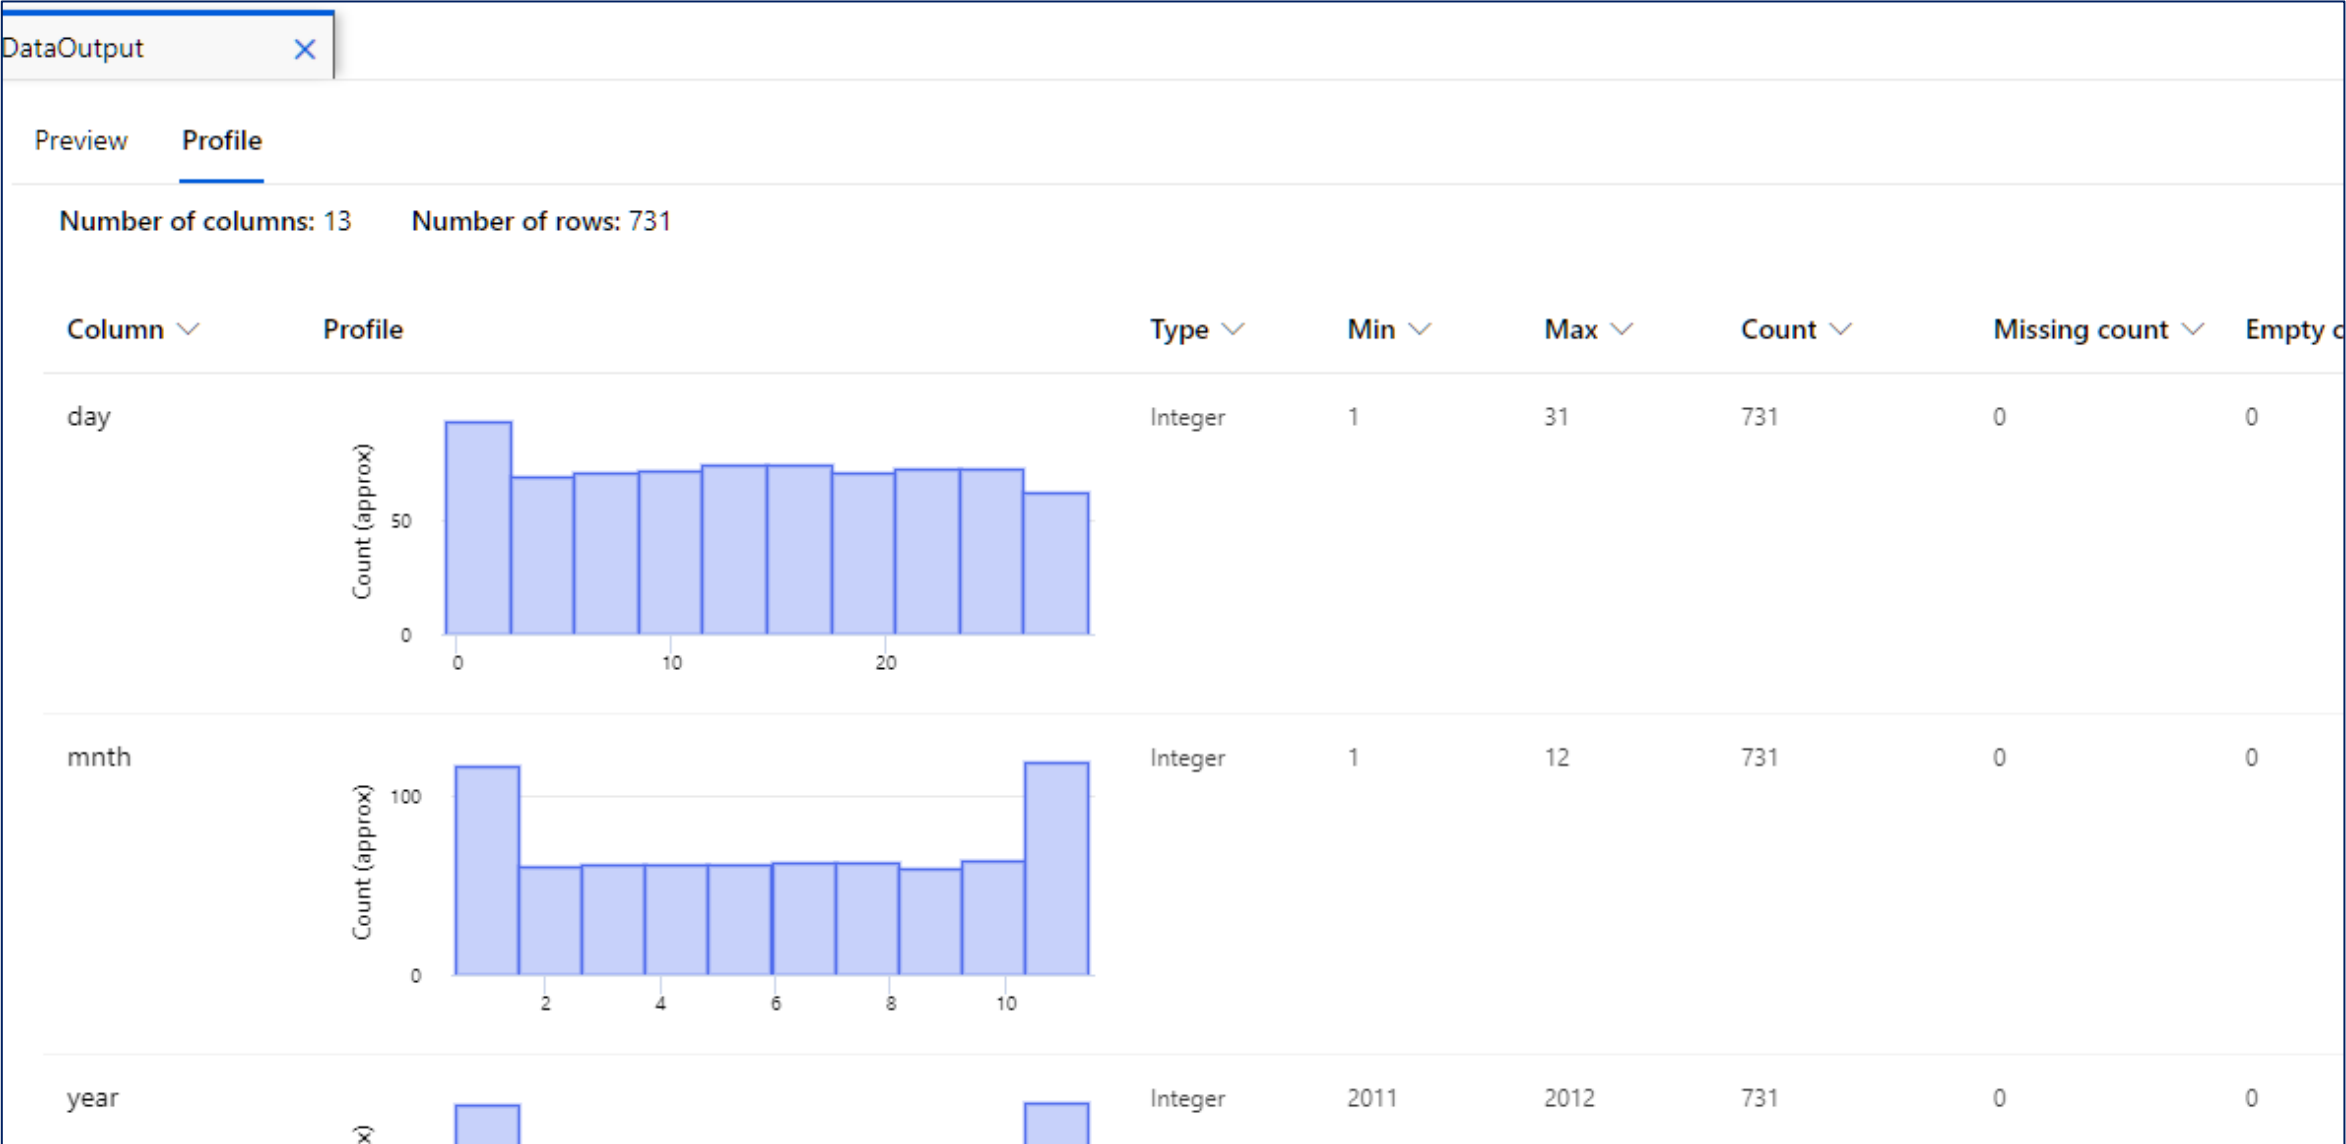 DataOutput
Preview Profile
Number of columns: 13 Number of rows: 731
Column Profile Type Min Max Count Missing count Empty c
day Integer 1 31 731 0 0
Count (approx)
50
0
0 10 20
mnth Integer 1 12 731 0 0
Count (approx)
100
0
2 4 6 8 10
year Integer 2011 2012 731 0 0
x)